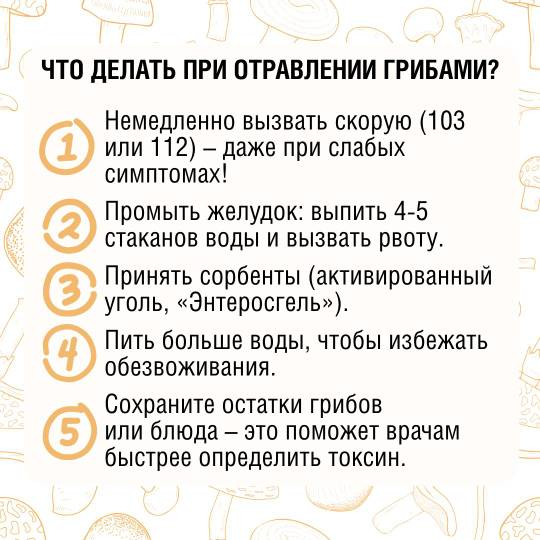 ЧТО ДЕЛАТЬ ПРИ ОТРАВЛЕНИИ ГРИБАМИ?
1
Немедленно вызвать скорую (103
или 112) – даже при слабых
симптомах!
2
Промыть желудок: выпить 4-5
стаканов воды и вызвать рвоту.
3
Принять сорбенты (активированный
уголь, «Энтеросгель»).
4
Пить больше воды, чтобы избежать
обезвоживания.
5
Сохраните остатки грибов
или блюда – это поможет врачам
быстрее определить токсин.